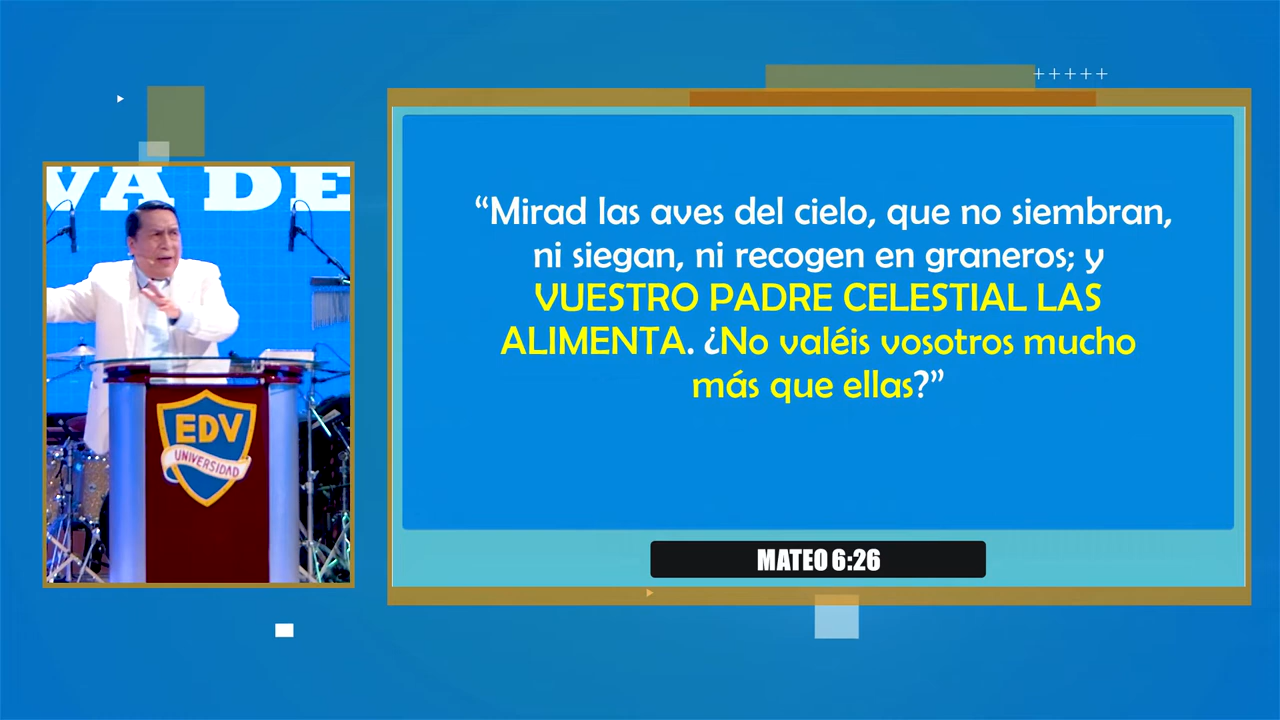 VA DE
EDV
UNIVERSIDAD
“Mirad las aves del cielo, que no siembran,
ni siegan, ni recogen en graneros; y
VUESTRO PADRE CELESTIAL LAS
ALIMENTA. ¿No valéis vosotros mucho
más que ellas?”
MATEO 6:26